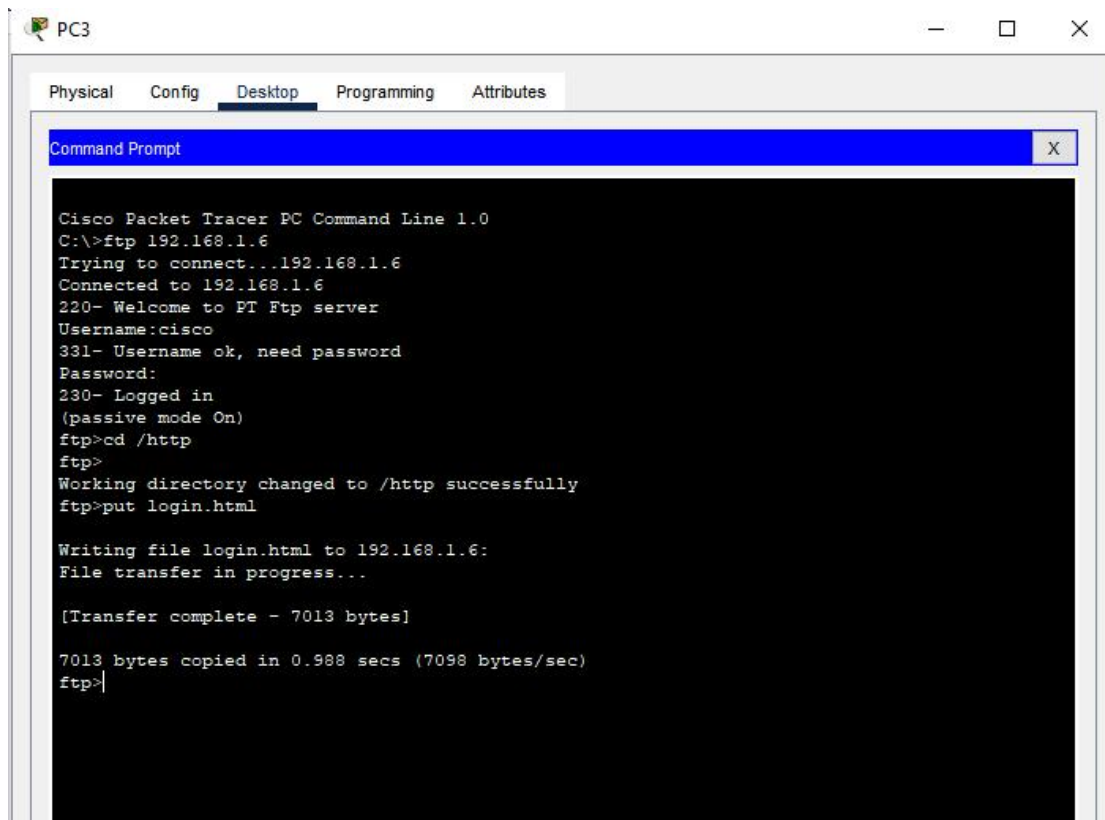 PC3
Physical Config Desktop Programming Attributes
Command Prompt X
Cisco Packet Tracer PC Command Line 1.0
C:\>ftp 192.168.1.6
Trying to connect...192.168.1.6
Connected to 192.168.1.6
220- Welcome to PT Ftp server
Username:cisco
331- Username ok, need password
Password:
230- Logged in
(passive mode On)
ftp>cd /http
ftp>
Working directory changed to /http successfully
ftp>put login.html
Writing file login.html to 192.168.1.6:
File transfer in progress...
[Transfer complete - 7013 bytes]
7013 bytes copied in 0.988 secs (7098 bytes/sec)
ftp>